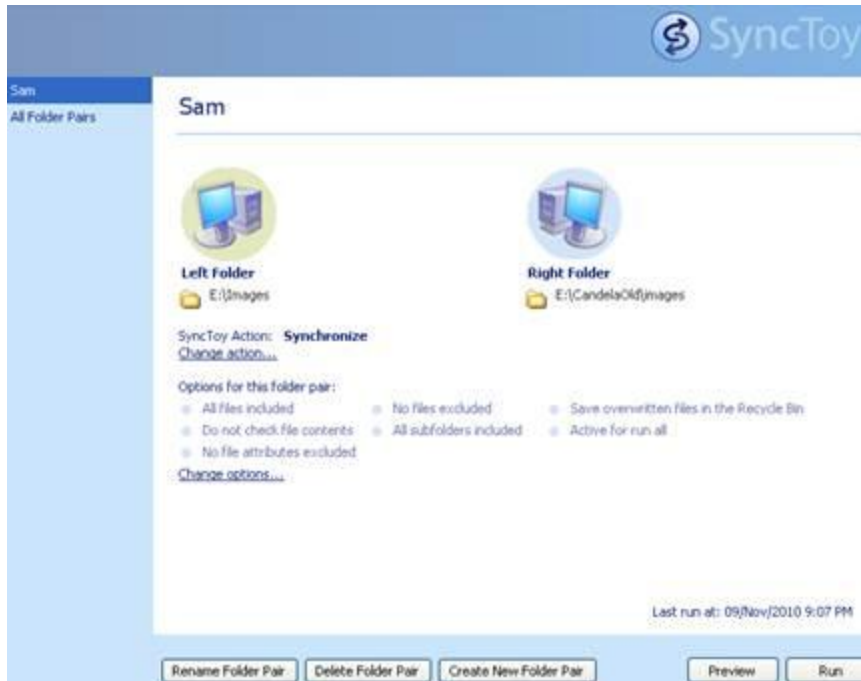 SyncToy
Sam
All Folder Pairs
Sam
Left Folder
E:\Images
Right Folder
E:\CandelaOld\images
SyncToy Action: Synchronize
Change action...
Options for this folder pair:
All files included
No files excluded
Save overwritten files in the Recycle Bin
Do not check file contents
All subfolders included
Active for run all
No file attributes excluded
Change options...
Last run at: 09/Nov/2010 9:07 PM
Rename Folder Pair
Delete Folder Pair
Create New Folder Pair
Preview
Run